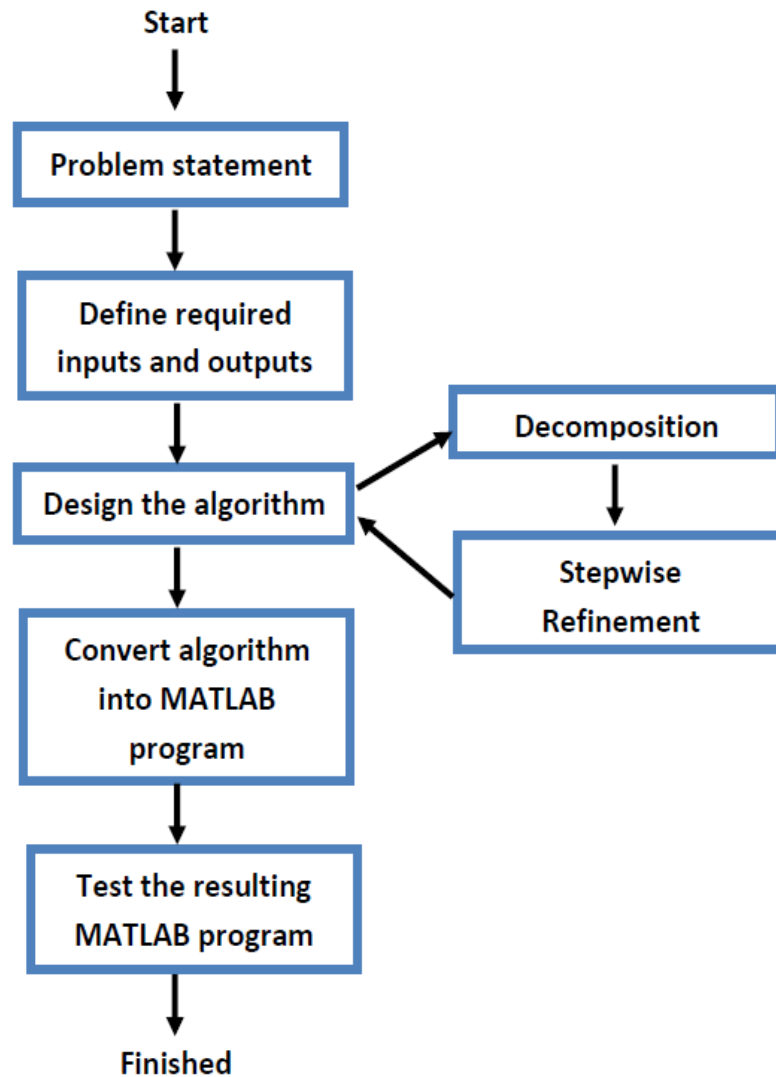 Start
Problem statement
Define required
inputs and outputs
Decomposition
Design the algorithm
Stepwise
Refinement
Convert algorithm
into MATLAB
program
Test the resulting
MATLAB program
Finished